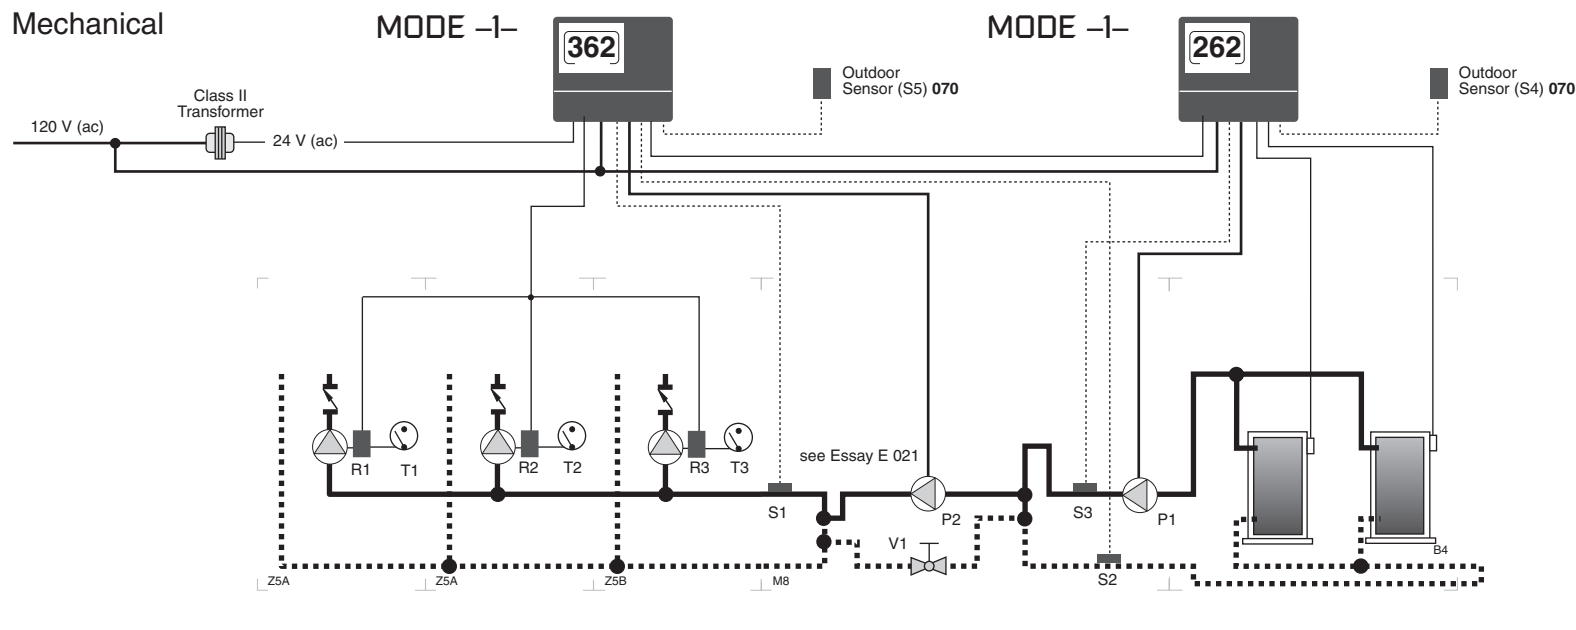 Mechanical
MODE –1–
362
Outdoor
Sensor (S5) 070
MODE –1–
262
Outdoor
Sensor (S4) 070
Class II
Transformer
120 V (ac)
24 V (ac)
R1
T1
R2
T2
R3
T3
see Essay E 021
S1
P2
S3
P1
V1
S2
B4
Z5A
Z5A
Z5B
M8